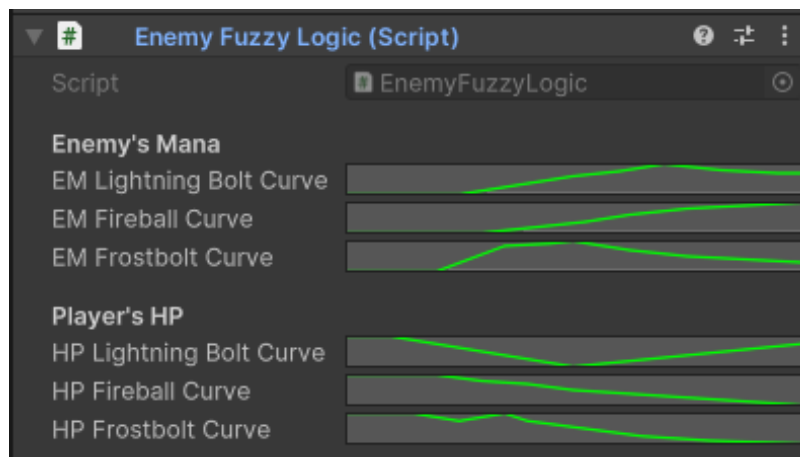 Enemy Fuzzy Logic (Script)
Script EnemyFuzzyLogic
Enemy's Mana
EM Lightning Bolt Curve
EM Fireball Curve
EM Frostbolt Curve
Player's HP
HP Lightning Bolt Curve
HP Fireball Curve
HP Frostbolt Curve